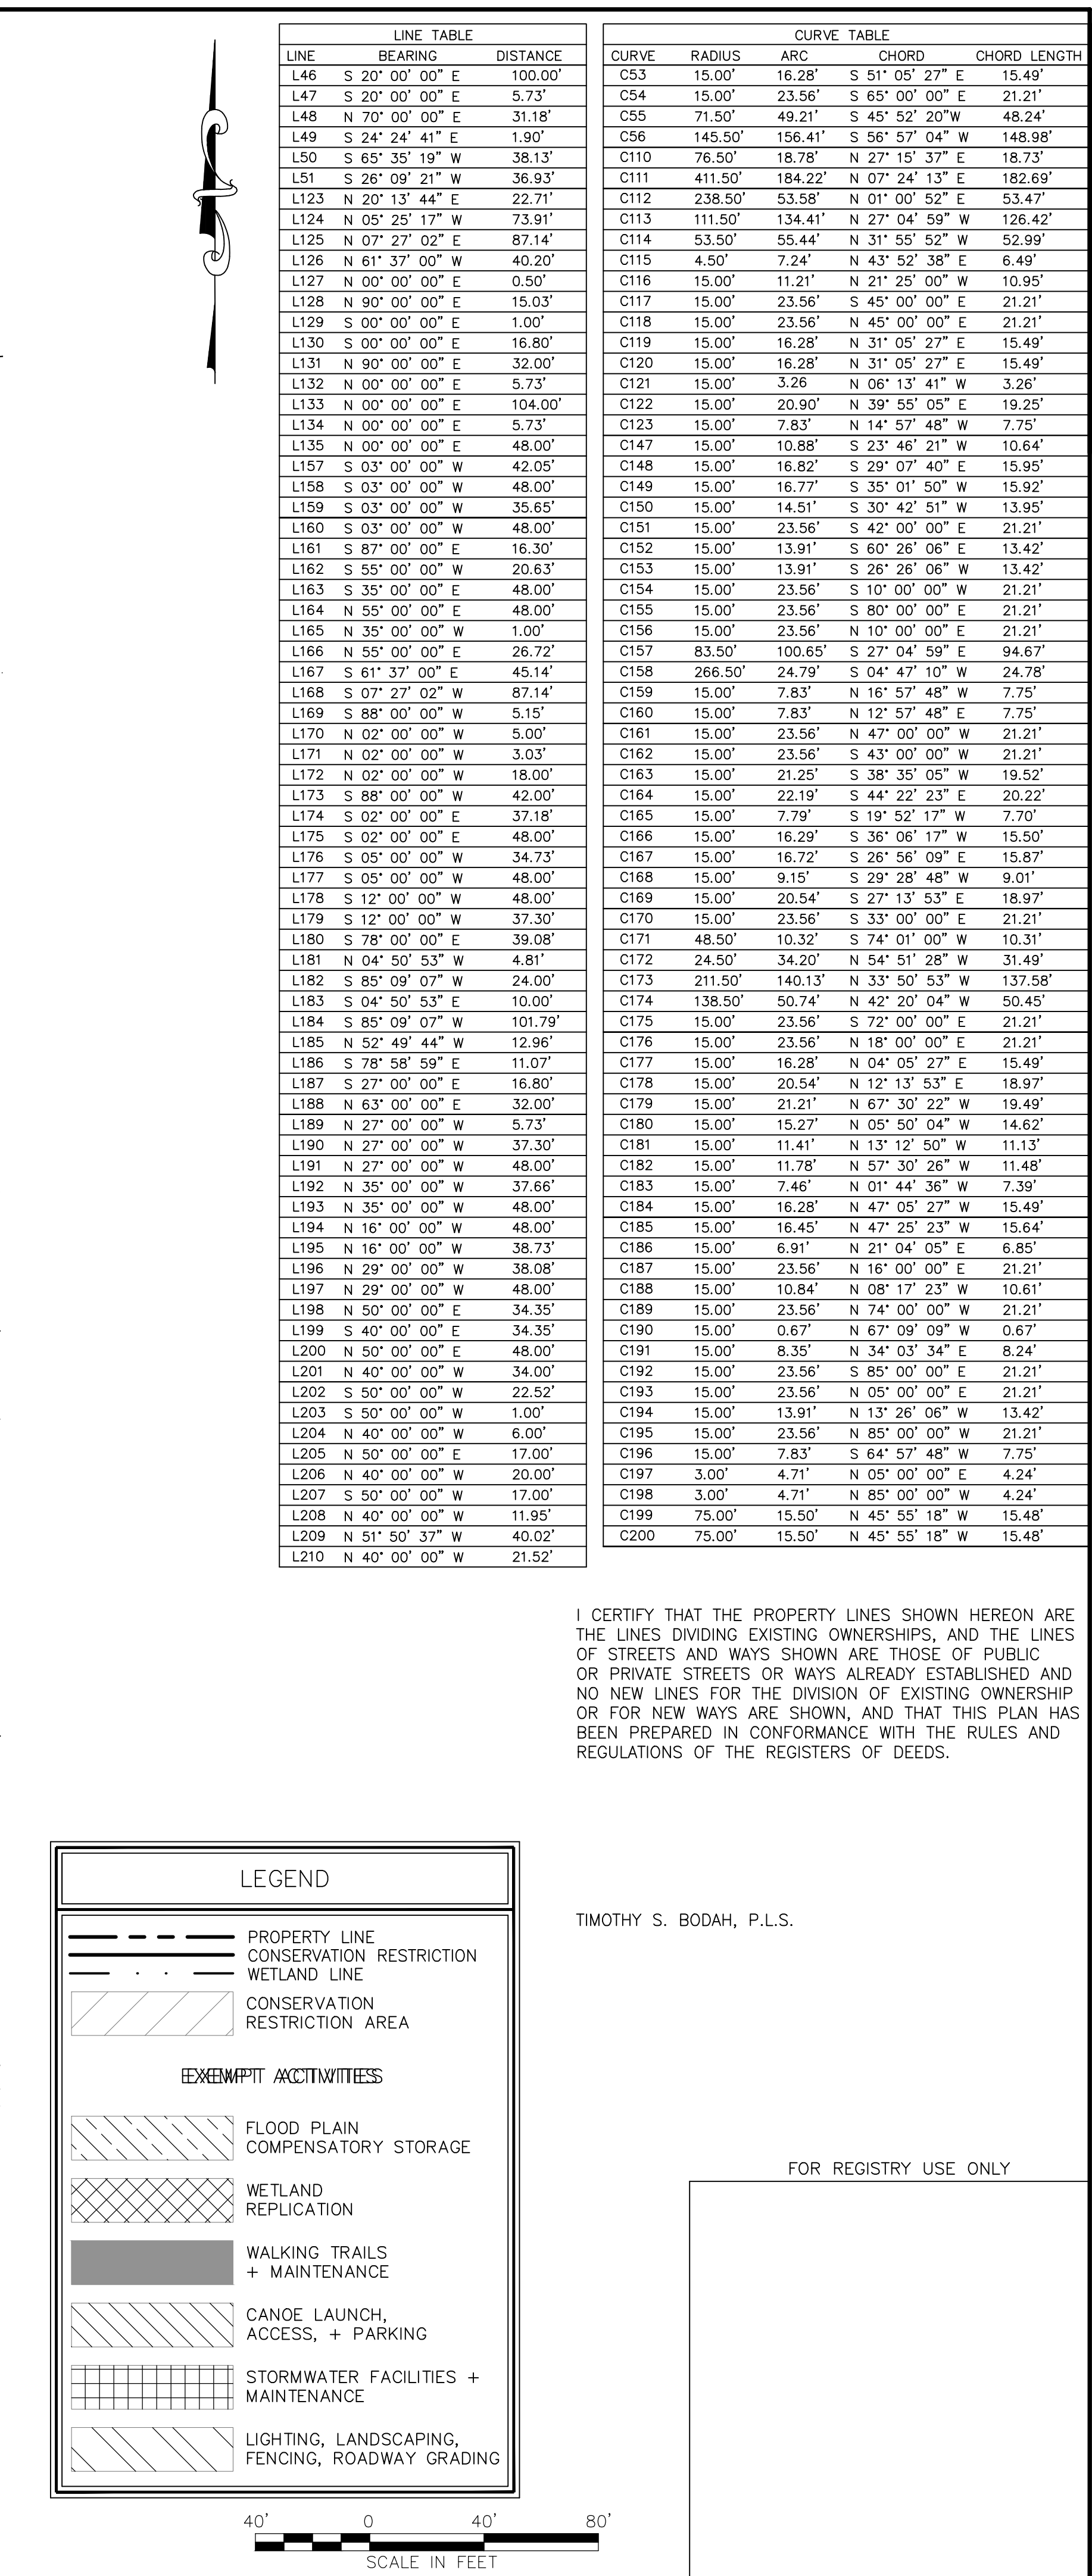 LINE TABLE
LINE BEARING DISTANCE
L46 S 20° 00' 00" E 100.00'
L47 S 20° 00' 00" E 5.73'
L48 N 70° 00' 00" E 31.18'
L49 S 24° 24' 41" E 1.90'
L50 S 65° 35' 19" W 38.13'
L51 S 26° 09' 21" W 36.93'
L123 N 20° 13' 44" E 22.71'
L124 N 05° 25' 17" W 73.91'
L125 N 07° 27' 02" E 87.14'
L126 N 61° 37' 00" W 40.20'
L127 N 00° 00' 00" E 0.50'
L128 N 90° 00' 00" E 15.03'
L129 S 00° 00' 00" E 1.00'
L130 S 00° 00' 00" E 16.80'
L131 N 90° 00' 00" E 32.00'
L132 N 00° 00' 00" E 5.73'
L133 N 00° 00' 00" E 104.00'
L134 N 00° 00' 00" E 5.73'
L135 N 00° 00' 00" E 48.00'
L157 S 03° 00' 00" W 42.05'
L158 S 03° 00' 00" W 48.00'
L159 S 03° 00' 00" W 35.65'
L160 S 03° 00' 00" W 48.00'
L161 S 87° 00' 00" E 16.30'
L162 S 55° 00' 00" W 20.63'
L163 S 35° 00' 00" E 48.00'
L164 N 55° 00' 00" E 48.00'
L165 N 35° 00' 00" W 1.00'
L166 N 55° 00' 00" E 26.72'
L167 S 61° 37' 00" E 45.14'
L168 S 07° 27' 02" W 87.14'
L169 S 88° 00' 00" W 5.15'
L170 N 02° 00' 00" W 5.00'
L171 N 02° 00' 00" W 3.03'
L172 N 02° 00' 00" W 18.00'
L173 S 88° 00' 00" W 42.00'
L174 S 02° 00' 00" E 37.18'
L175 S 02° 00' 00" E 48.00'
L176 S 05° 00' 00" W 34.73'
L177 S 05° 00' 00" W 48.00'
L178 S 12° 00' 00" W 48.00'
L179 S 12° 00' 00" W 37.30'
L180 S 78° 00' 00" E 39.08'
L181 N 04° 50' 53" W 4.81'
L182 S 85° 09' 07" W 24.00'
L183 S 04° 50' 53" E 10.00'
L184 S 85° 09' 07" W 101.79'
L185 N 52° 49' 44" W 12.96'
L186 S 78° 58' 59" E 11.07'
L187 S 27° 00' 00" E 16.80'
L188 N 63° 00' 00" E 32.00'
L189 N 27° 00' 00" W 5.73'
L190 N 27° 00' 00" W 37.30'
L191 N 27° 00' 00" W 48.00'
L192 N 35° 00' 00" W 37.66'
L193 N 35° 00' 00" W 48.00'
L194 N 16° 00' 00" W 48.00'
L195 N 16° 00' 00" W 38.73'
L196 N 29° 00' 00" W 38.08'
L197 N 29° 00' 00" W 48.00'
L198 N 50° 00' 00" E 34.35'
L199 S 40° 00' 00" E 34.35'
L200 N 50° 00' 00" E 48.00'
L201 N 40° 00' 00" W 34.00'
L202 S 50° 00' 00" W 22.52'
L203 S 50° 00' 00" W 1.00'
L204 N 40° 00' 00" W 6.00'
L205 N 50° 00' 00" E 17.00'
L206 N 40° 00' 00" W 20.00'
L207 S 50° 00' 00" W 17.00'
L208 N 40° 00' 00" W 11.95'
L209 N 51° 50' 37" W 40.02'
L210 N 40° 00' 00" W 21.52'
CURVE TABLE
CURVE RADIUS ARC CHORD CHORD LENGTH
C53 15.00' 16.28' S 51° 05' 27" E 15.49'
C54 15.00' 23.56' S 65° 00' 00" E 21.21'
C55 71.50' 49.21' S 45° 52' 20"W 48.24'
C56 145.50' 156.41' S 56° 57' 04" W 148.98'
C110 76.50' 18.78' N 27° 15' 37" E 18.73'
C111 411.50' 184.22' N 07° 24' 13" E 182.69'
C112 238.50' 53.58' N 01° 00' 52" E 53.47'
C113 111.50' 134.41' N 27° 04' 59" W 126.42'
C114 53.50' 55.44' N 31° 55' 52" W 52.99'
C115 4.50' 7.24' N 43° 52' 38" E 6.49'
C116 15.00' 11.21' N 21° 25' 00" W 10.95'
C117 15.00' 23.56' S 45° 00' 00" E 21.21'
C118 15.00' 23.56' N 45° 00' 00" E 21.21'
C119 15.00' 16.28' N 31° 05' 27" E 15.49'
C120 15.00' 16.28' N 31° 05' 27" E 15.49'
C121 15.00' 3.26 N 06° 13' 41" W 3.26'
C122 15.00' 20.90' N 39° 55' 05" E 19.25'
C123 15.00' 7.83' N 14° 57' 48" W 7.75'
C147 15.00' 10.88' S 23° 46' 21" W 10.64'
C148 15.00' 16.82' S 29° 07' 40" E 15.95'
C149 15.00' 16.77' S 35° 01' 50" W 15.92'
C150 15.00' 14.51' S 30° 42' 51" W 13.95'
C151 15.00' 23.56' S 42° 00' 00" E 21.21'
C152 15.00' 13.91' S 60° 26' 06" E 13.42'
C153 15.00' 13.91' S 26° 26' 06" W 13.42'
C154 15.00' 23.56' S 10° 00' 00" W 21.21'
C155 15.00' 23.56' S 80° 00' 00" E 21.21'
C156 15.00' 23.56' N 10° 00' 00" E 21.21'
C157 83.50' 100.65' S 27° 04' 59" E 94.67'
C158 266.50' 24.79' S 04° 47' 10" W 24.78'
C159 15.00' 7.83' N 16° 57' 48" W 7.75'
C160 15.00' 7.83' N 12° 57' 48" E 7.75'
C161 15.00' 23.56' N 47° 00' 00" W 21.21'
C162 15.00' 23.56' S 43° 00' 00" W 21.21'
C163 15.00' 21.25' S 38° 35' 05" W 19.52'
C164 15.00' 22.19' S 44° 22' 23" E 20.22'
C165 15.00' 7.79' S 19° 52' 17" W 7.70'
C166 15.00' 16.29' S 36° 06' 17" W 15.50'
C167 15.00' 16.72' S 26° 56' 09" E 15.87'
C168 15.00' 9.15' S 29° 28' 48" W 9.01'
C169 15.00' 20.54' S 27° 13' 53" E 18.97'
C170 15.00' 23.56' S 33° 00' 00" E 21.21'
C171 48.50' 10.32' S 74° 01' 00" W 10.31'
C172 24.50' 34.20' N 54° 51' 28" W 31.49'
C173 211.50' 140.13' N 33° 50' 53" W 137.58'
C174 138.50' 50.74' N 42° 20' 04" W 50.45'
C175 15.00' 23.56' S 72° 00' 00" E 21.21'
C176 15.00' 23.56' N 18° 00' 00" E 21.21'
C177 15.00' 16.28' N 04° 05' 27" E 15.49'
C178 15.00' 20.54' N 12° 13' 53" E 18.97'
C179 15.00' 21.21' N 67° 30' 22" W 19.49'
C180 15.00' 15.27' N 05° 50' 04" W 14.62'
C181 15.00' 11.41' N 13° 12' 50" W 11.13'
C182 15.00' 11.78' N 57° 30' 26" W 11.48'
C183 15.00' 7.46' N 01° 44' 36" W 7.39'
C184 15.00' 16.28' N 47° 05' 27" W 15.49'
C185 15.00' 16.45' N 47° 25' 23" W 15.64'
C186 15.00' 6.91' N 21° 04' 05" E 6.85'
C187 15.00' 23.56' N 16° 00' 00" E 21.21'
C188 15.00' 10.84' N 08° 17' 23" W 10.61'
C189 15.00' 23.56' N 74° 00' 00" W 21.21'
C190 15.00' 0.67' N 67° 09' 09" W 0.67'
C191 15.00' 8.35' N 34° 03' 34" E 8.24'
C192 15.00' 23.56' S 85° 00' 00" E 21.21'
C193 15.00' 23.56' N 05° 00' 00" E 21.21'
C194 15.00' 13.91' N 13° 26' 06" W 13.42'
C195 15.00' 23.56' N 85° 00' 00" W 21.21'
C196 15.00' 7.83' S 64° 57' 48" W 7.75'
C197 3.00' 4.71' N 05° 00' 00" E 4.24'
C198 3.00' 4.71' N 85° 00' 00" W 4.24'
C199 75.00' 15.50' N 45° 55' 18" W 15.48'
C200 75.00' 15.50' N 45° 55' 18" W 15.48'
I CERTIFY THAT THE PROPERTY LINES SHOWN HEREON ARE
THE LINES DIVIDING EXISTING OWNERSHIPS, AND THE LINES
OF STREETS AND WAYS SHOWN ARE THOSE OF PUBLIC
OR PRIVATE STREETS OR WAYS ALREADY ESTABLISHED AND
NO NEW LINES FOR THE DIVISION OF EXISTING OWNERSHIP
OR FOR NEW WAYS ARE SHOWN, AND THAT THIS PLAN HAS
BEEN PREPARED IN CONFORMANCE WITH THE RULES AND
REGULATIONS OF THE REGISTERS OF DEEDS.
TIMOTHY S. BODAH, P.L.S.
LEGEND
PROPERTY LINE
CONSERVATION RESTRICTION
WETLAND LINE
CONSERVATION
RESTRICTION AREA
EXEMPT ACTIVITIES
FLOOD PLAIN
COMPENSATORY STORAGE
WETLAND
REPLICATION
WALKING TRAILS
+ MAINTENANCE
CANOE LAUNCH,
ACCESS, + PARKING
STORMWATER FACILITIES +
MAINTENANCE
LIGHTING, LANDSCAPING,
FENCING, ROADWAY GRADING
FOR REGISTRY USE ONLY
40' 0 40' 80'
SCALE IN FEET